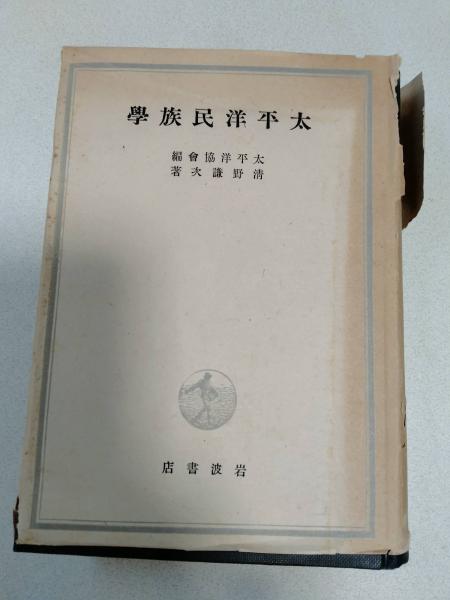 太平洋民族學
太平洋協會編
清野謙次著
岩波書店